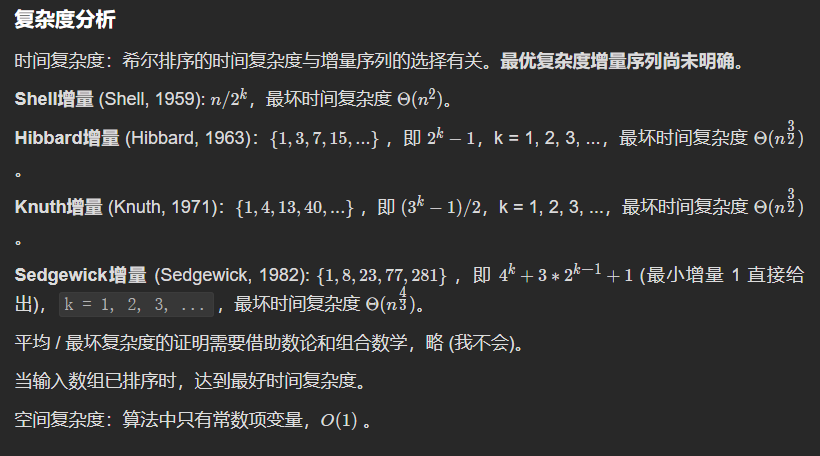 复杂度分析
时间复杂度：希尔排序的时间复杂度与增量序列的选择有关。最优复杂度增量序列尚未明确。
Shell增量 (Shell, 1959): n/2^k，最坏时间复杂度 Θ(n^2)。
Hibbard增量 (Hibbard, 1963)：{1, 3, 7, 15, ...} ，即 2^k − 1，k = 1, 2, 3, ...，最坏时间复杂度 Θ(n^{3/2})
。
Knuth增量 (Knuth, 1971)：{1, 4, 13, 40, ...} ，即 (3^k − 1)/2，k = 1, 2, 3, ...，最坏时间复杂度 Θ(n^{3/2})
。
Sedgewick增量 (Sedgewick, 1982): {1, 8, 23, 77, 281} ，即 4^k + 3 * 2^{k−1} + 1 (最小增量 1 直接给
出)， k = 1, 2, 3, ... ，最坏时间复杂度 Θ(n^{4/3})。
平均 / 最坏复杂度的证明需要借助数论和组合数学，略 (我不会)。
当输入数组已排序时，达到最好时间复杂度。
空间复杂度：算法中只有常数项变量，O(1) 。